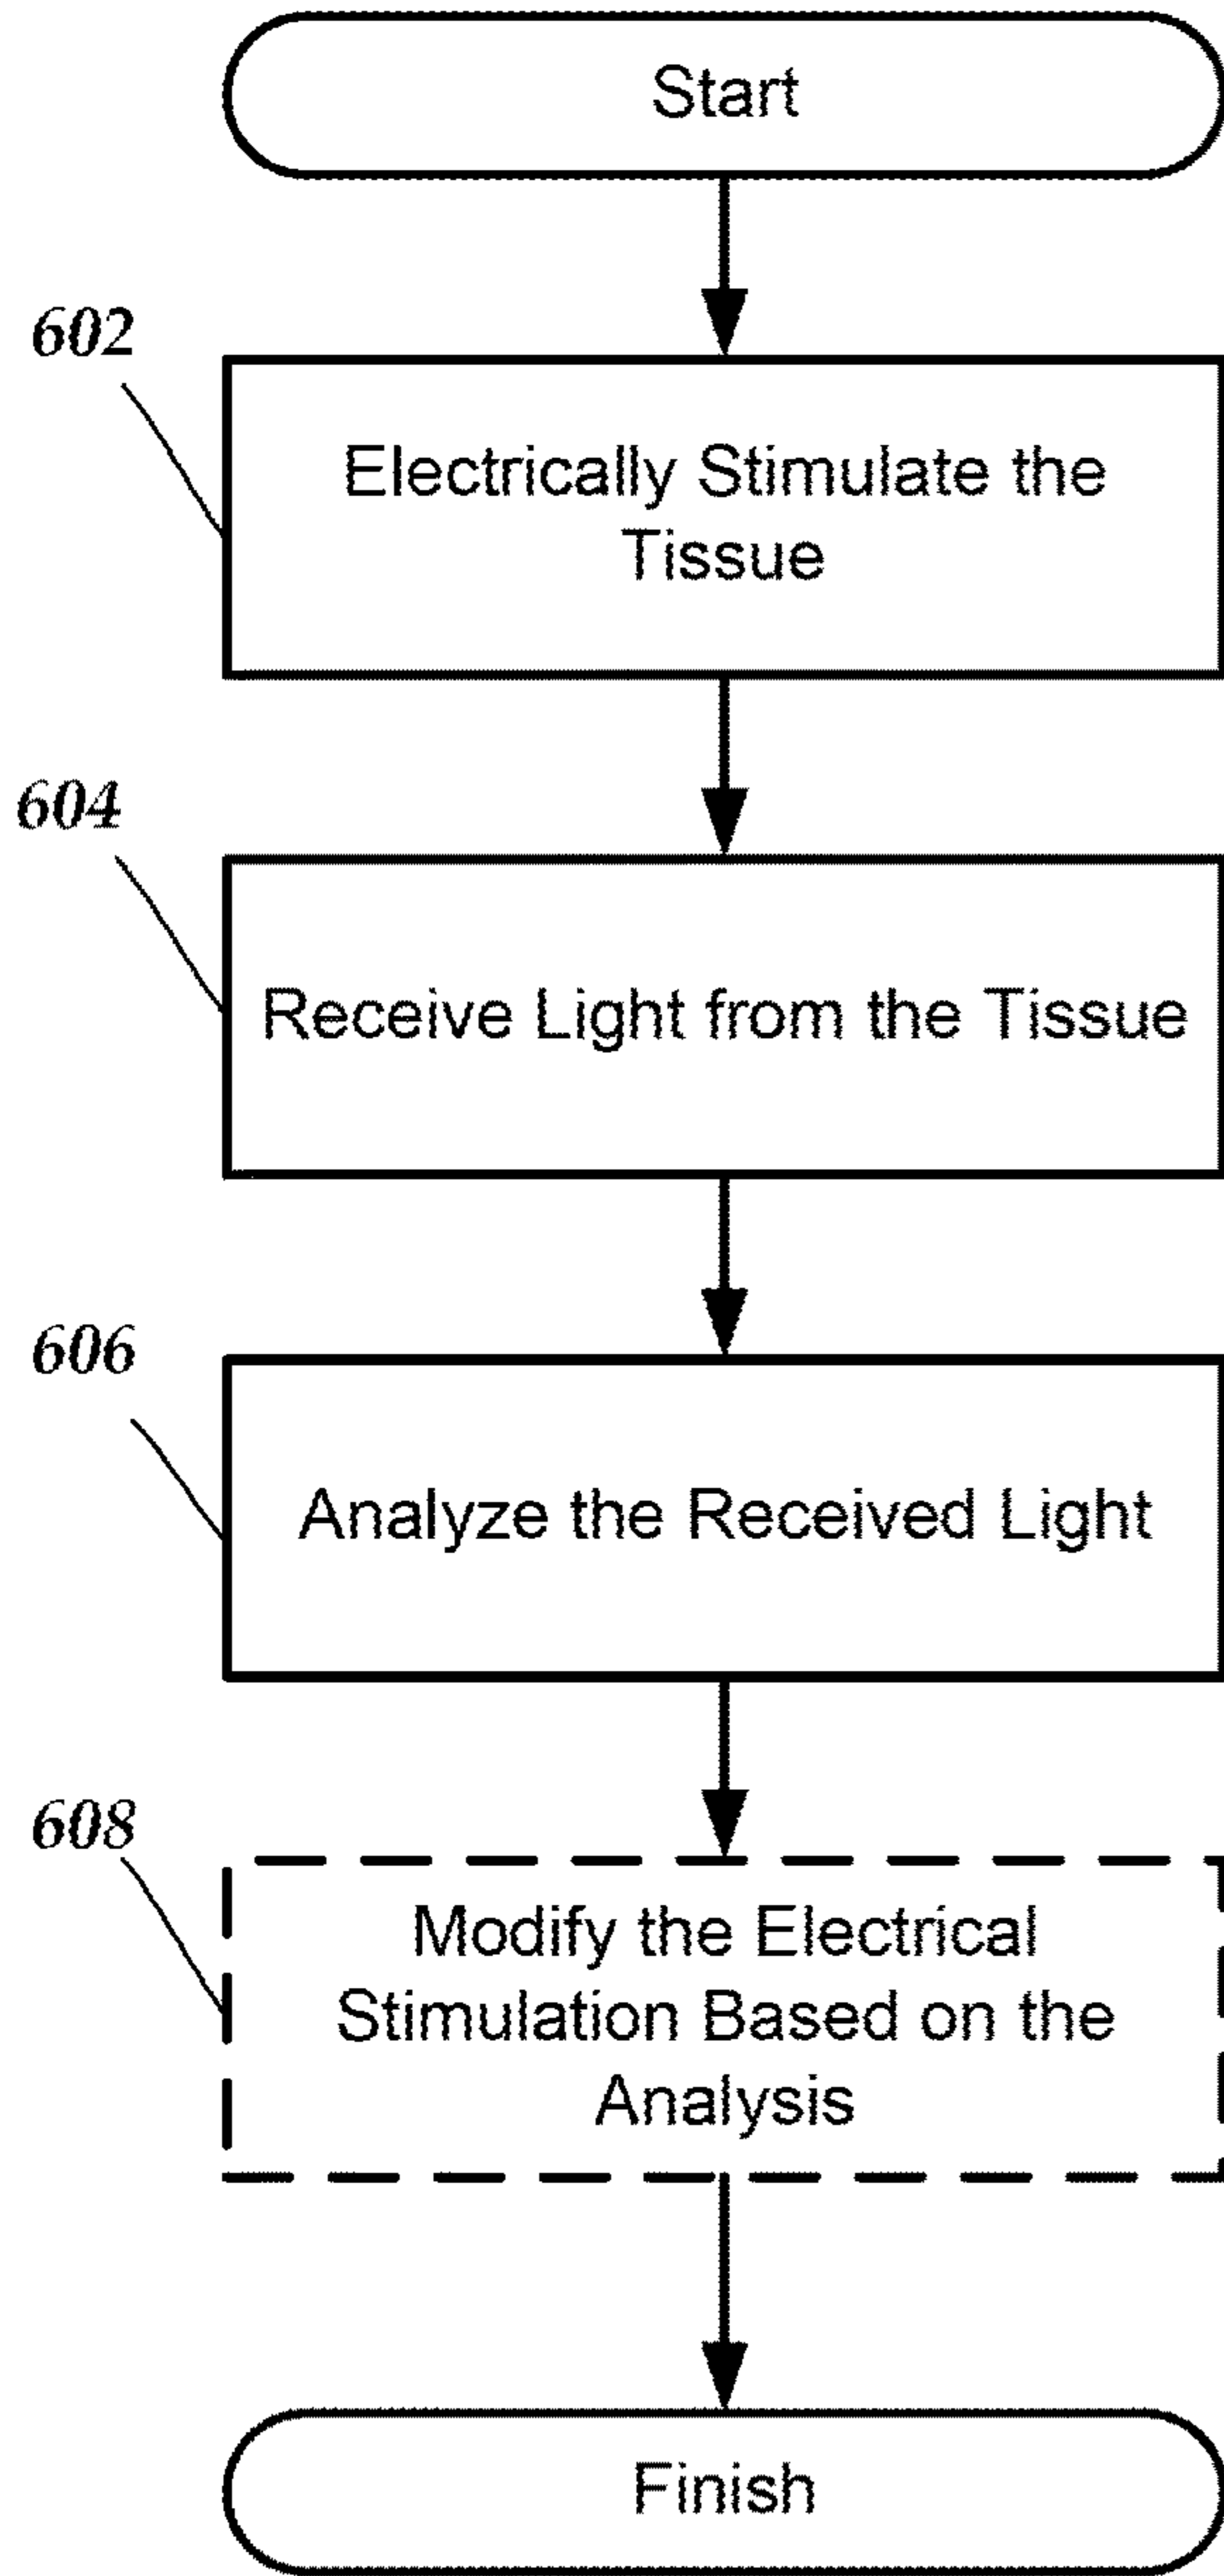 Start
602
Electrically Stimulate the
Tissue
604
Receive Light from the Tissue
606
Analyze the Received Light
608
Modify the Electrical
Stimulation Based on the
Analysis
Finish